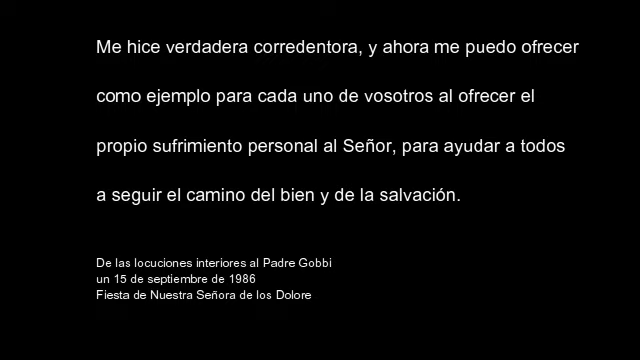 Me hice verdadera corredentora, y ahora me puedo ofrecer
como ejemplo para cada uno de vosotros al ofrecer el
propio sufrimiento personal al Señor, para ayudar a todos
a seguir el camino del bien y de la salvación.
De las locuciones interiores al Padre Gobbi
un 15 de septiembre de 1986
Fiesta de Nuestra Señora de los Dolore